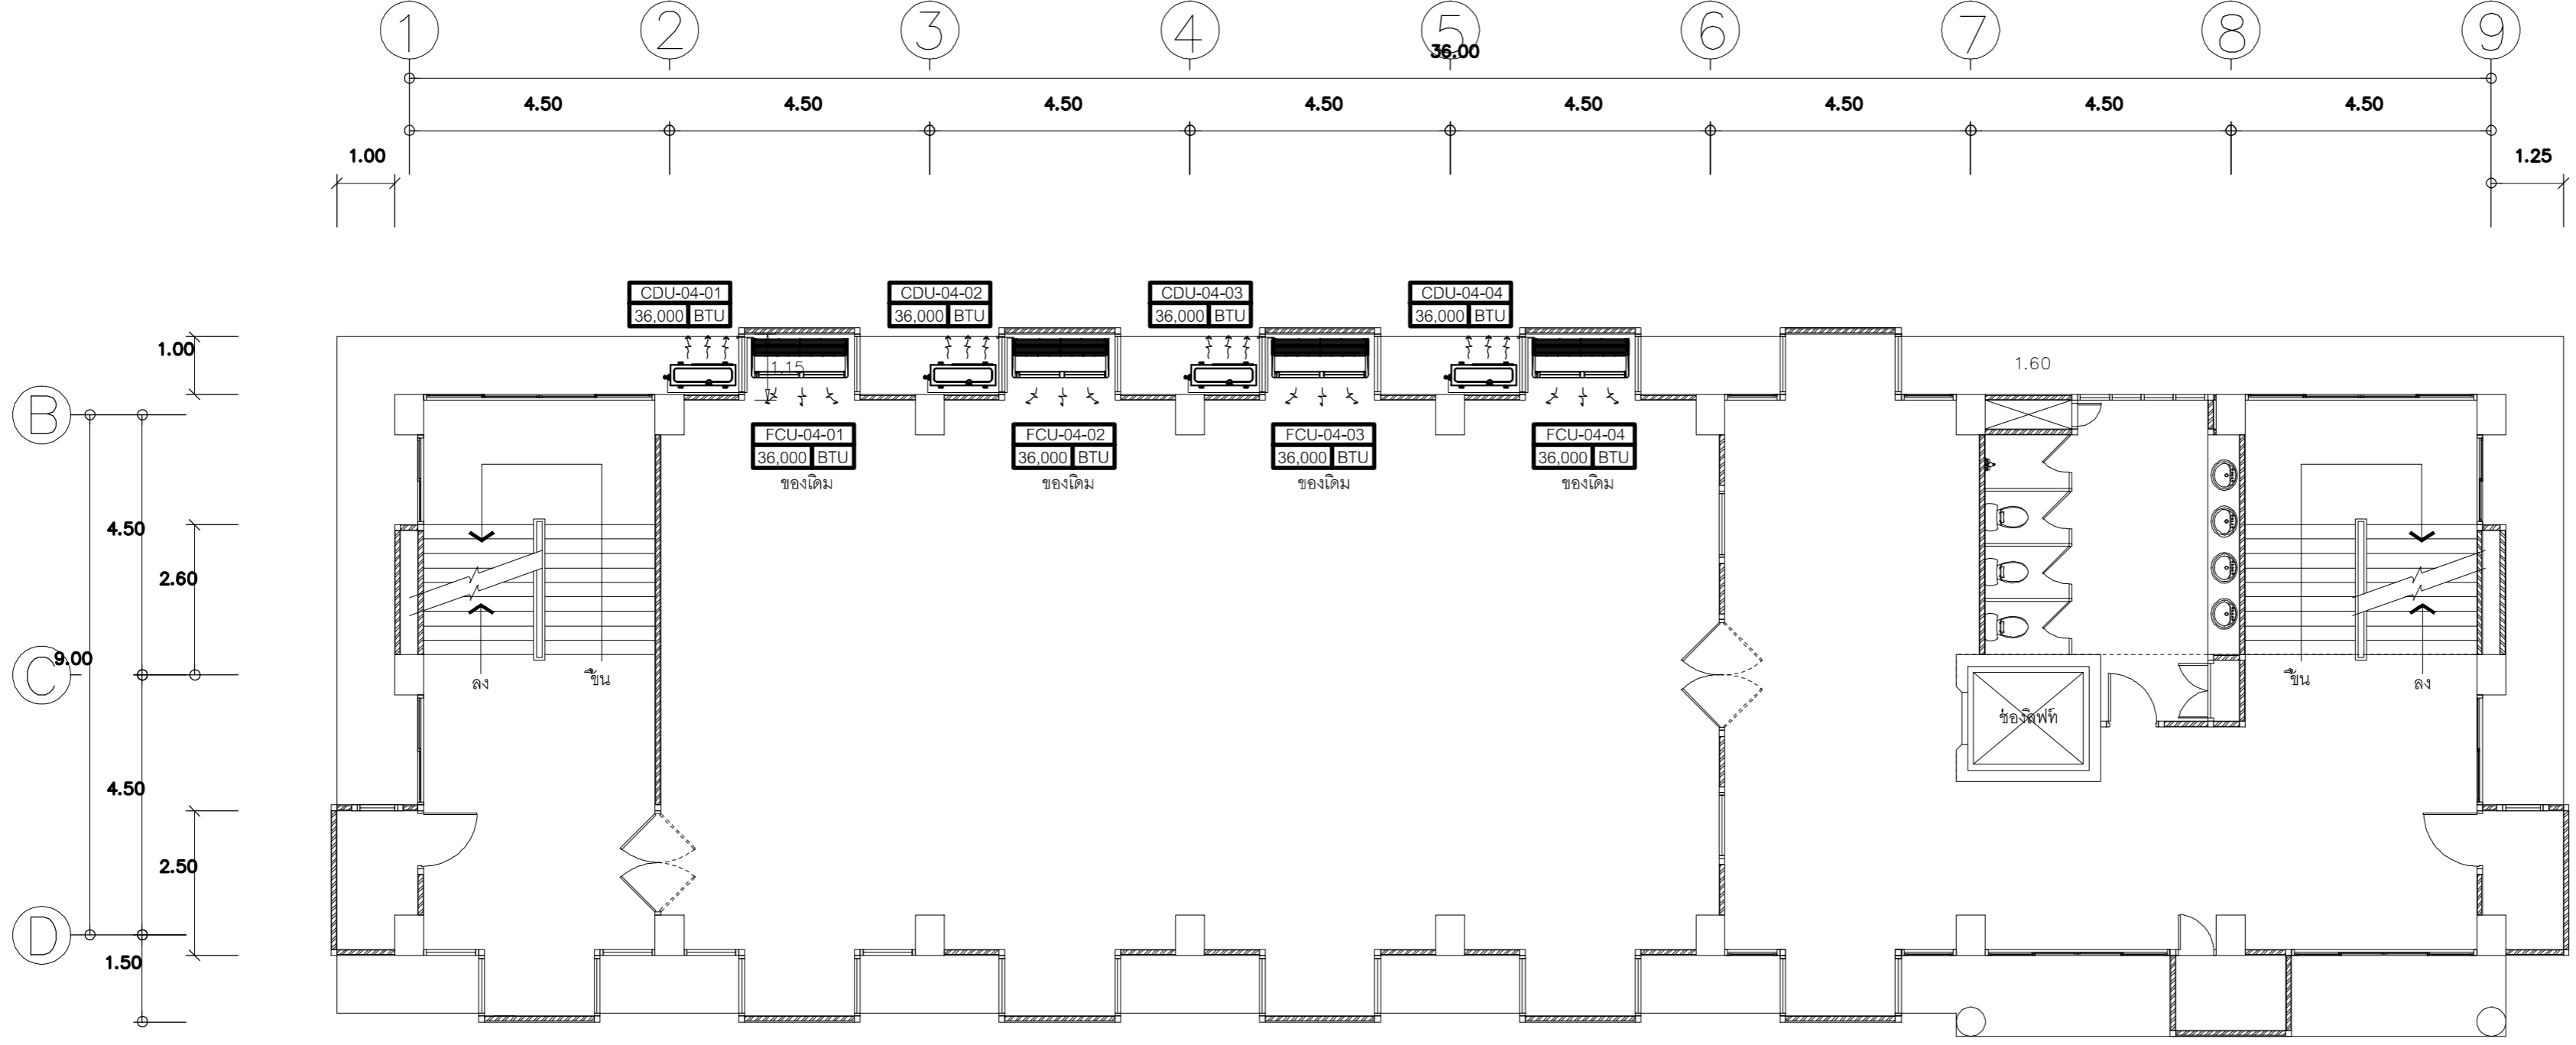 1 2 3 4 5 6 7 8 9
36.00
4.50 4.50 4.50 4.50 4.50 4.50 4.50 4.50
1.00 1.25
CDU-04-01 CDU-04-02 CDU-04-03 CDU-04-04
36,000 BTU 36,000 BTU 36,000 BTU 36,000 BTU
1.00
1.15
1.60
B
FCU-04-01 FCU-04-02 FCU-04-03 FCU-04-04
36,000 BTU 36,000 BTU 36,000 BTU 36,000 BTU
ของเดิม ของเดิม ของเดิม ของเดิม
4.50
2.60
9.00
C
ลง ขึ้น ขึ้น ลง
ช่องลิฟท์
4.50
2.50
D
1.50